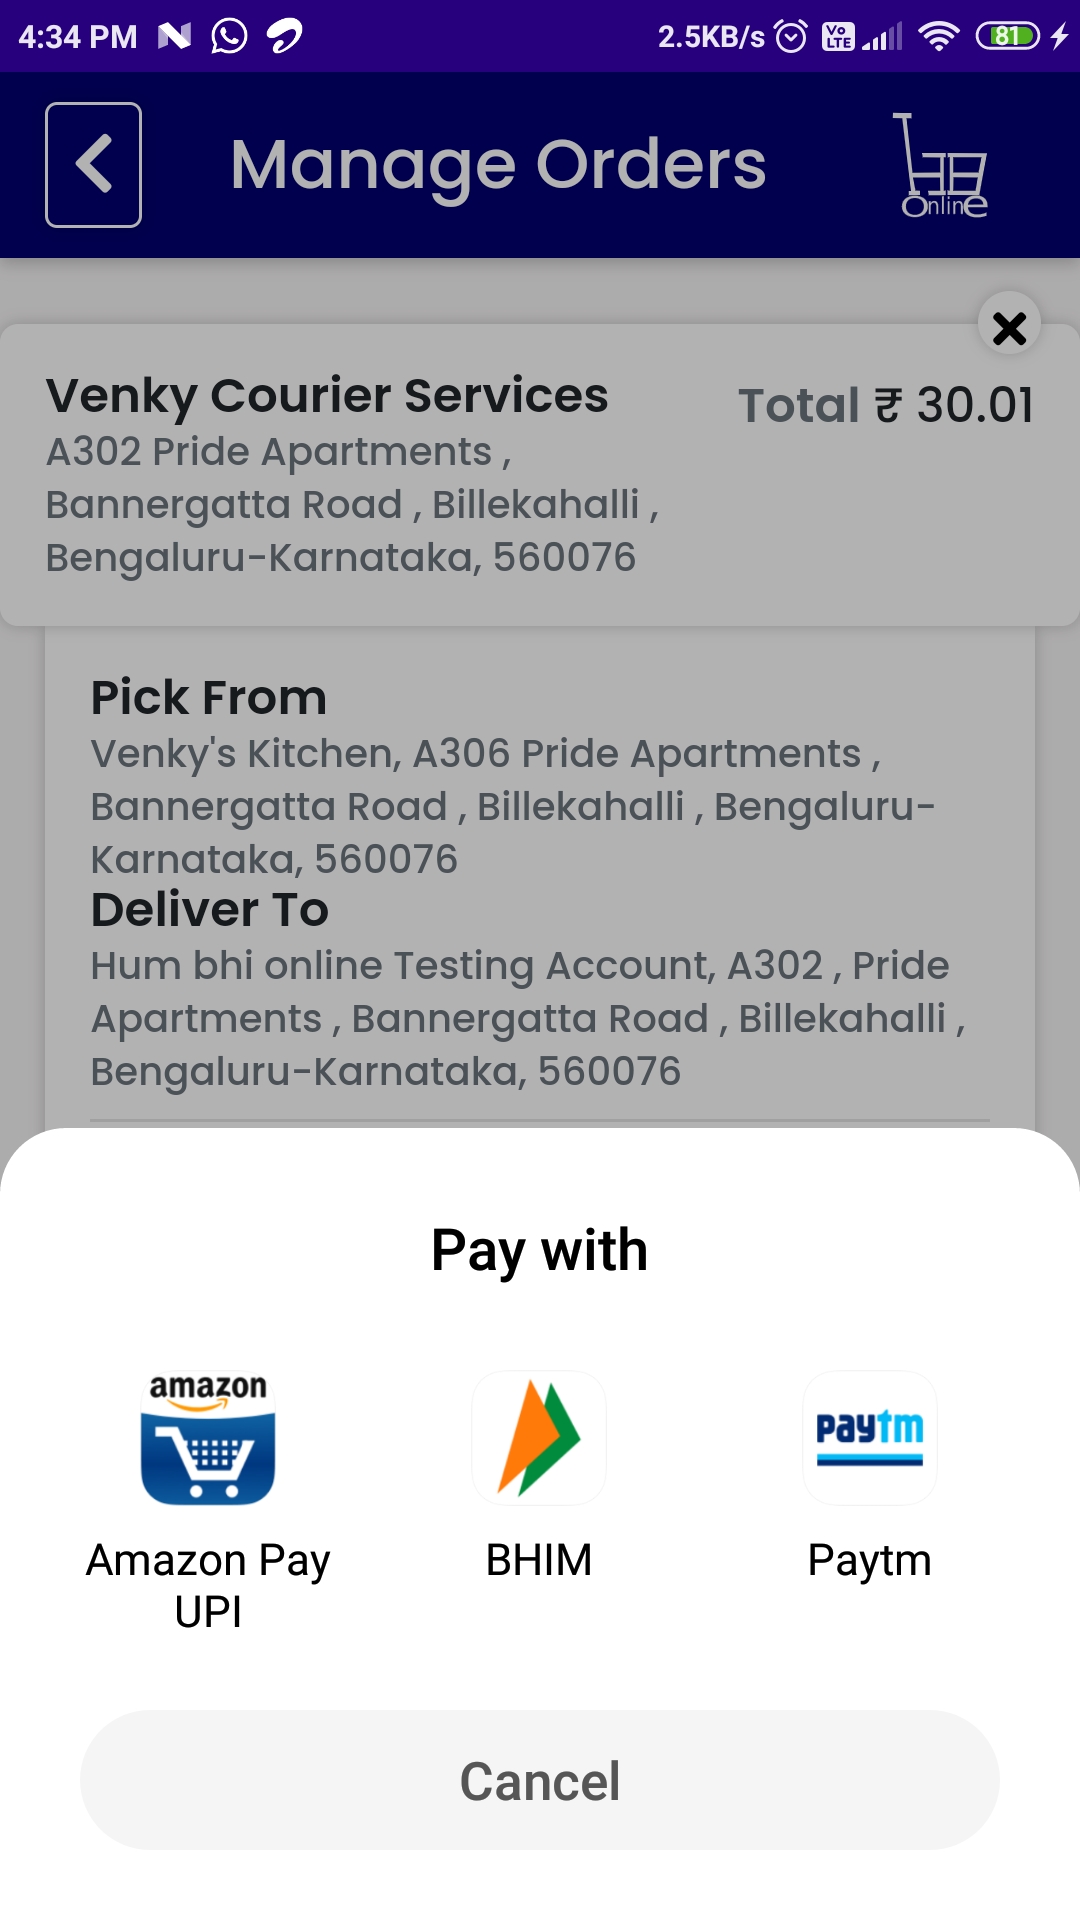 4:34 PM 2.5KB/s Vo LTE 81
Manage Orders
Online
Venky Courier Services
Total ₹ 30.01
A302 Pride Apartments ,
Bannergatta Road , Billekahalli ,
Bengaluru-Karnataka, 560076
Pick From
Venky's Kitchen, A306 Pride Apartments ,
Bannergatta Road , Billekahalli , Bengaluru-
Karnataka, 560076
Deliver To
Hum bhi online Testing Account, A302 , Pride
Apartments , Bannergatta Road , Billekahalli ,
Bengaluru-Karnataka, 560076
Pay with
amazon
paytm
Amazon Pay
UPI
BHIM
Paytm
Cancel